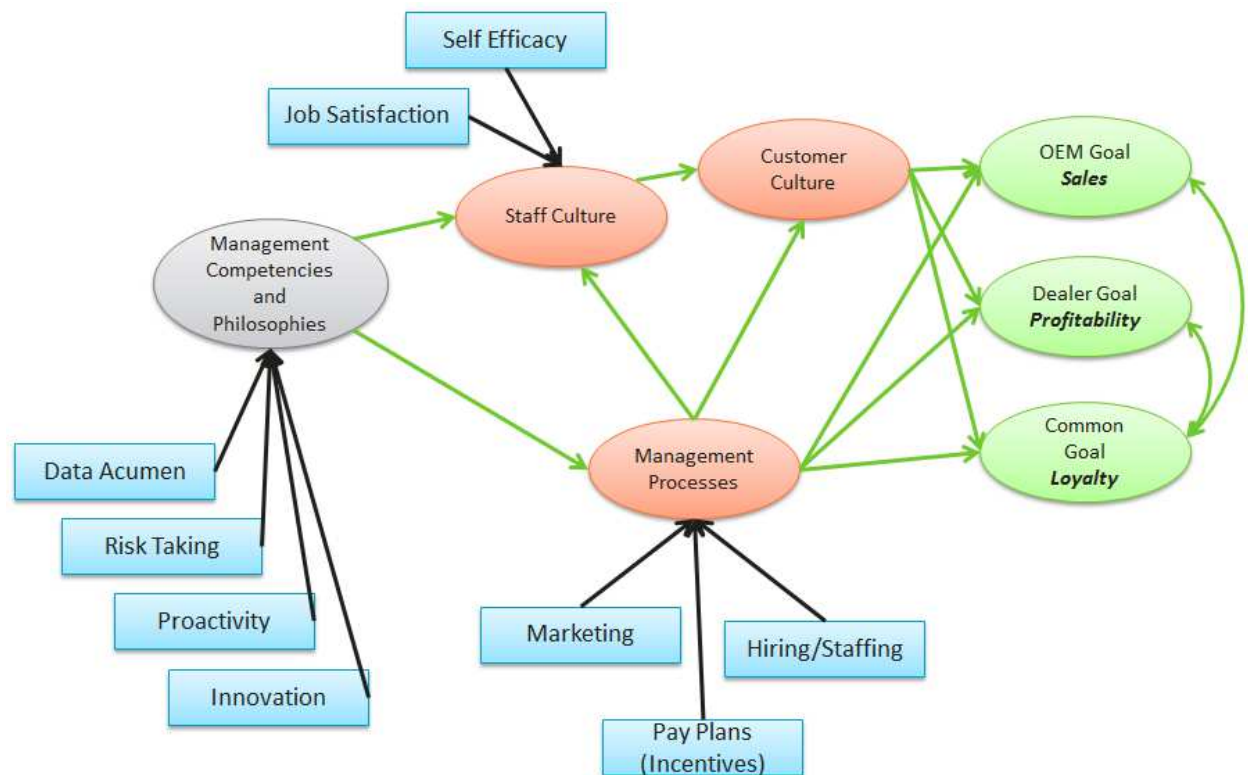 Self Efficacy
Job Satisfaction
Customer
Culture
OEM Goal
Sales
Staff Culture
Management
Competencies
and
Philosophies
Dealer Goal
Profitability
Common
Goal
Loyalty
Management
Processes
Data Acumen
Risk Taking
Proactivity
Innovation
Marketing
Hiring/Staffing
Pay Plans
(Incentives)